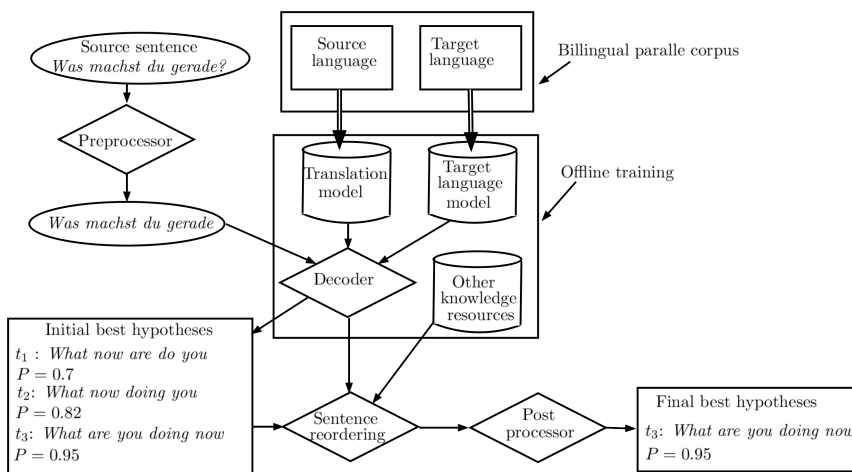 Source sentence
Was machst du gerade?
Source
language
Target
language
Billingual paralle corpus
Preprocessor
Translation
model
Target
language
model
Offline training
Was machst du gerade
Decoder
Other
knowledge
resources
Initial best hypotheses
t₁ : What now are do you
P = 0.7
t₂: What now doing you
P = 0.82
t₃: What are you doing now
P = 0.95
Sentence
reordering
Post
processor
Final best hypotheses
t₃: What are you doing now
P = 0.95